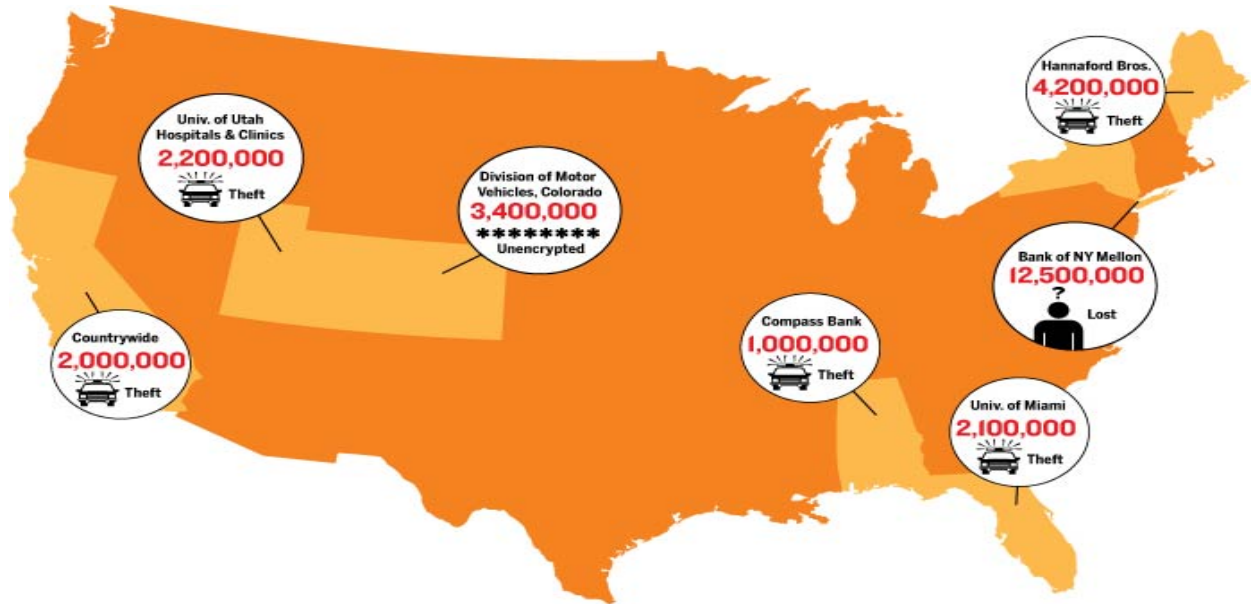 Hannaford Bros.
4,200,000
Theft
Univ. of Utah
Hospitals & Clinics
2,200,000
Theft
Division of Motor
Vehicles, Colorado
3,400,000
********
Unencrypted
Bank of NY Mellon
12,500,000
?
Lost
Countrywide
2,000,000
Theft
Compass Bank
1,000,000
Theft
Univ. of Miami
2,100,000
Theft